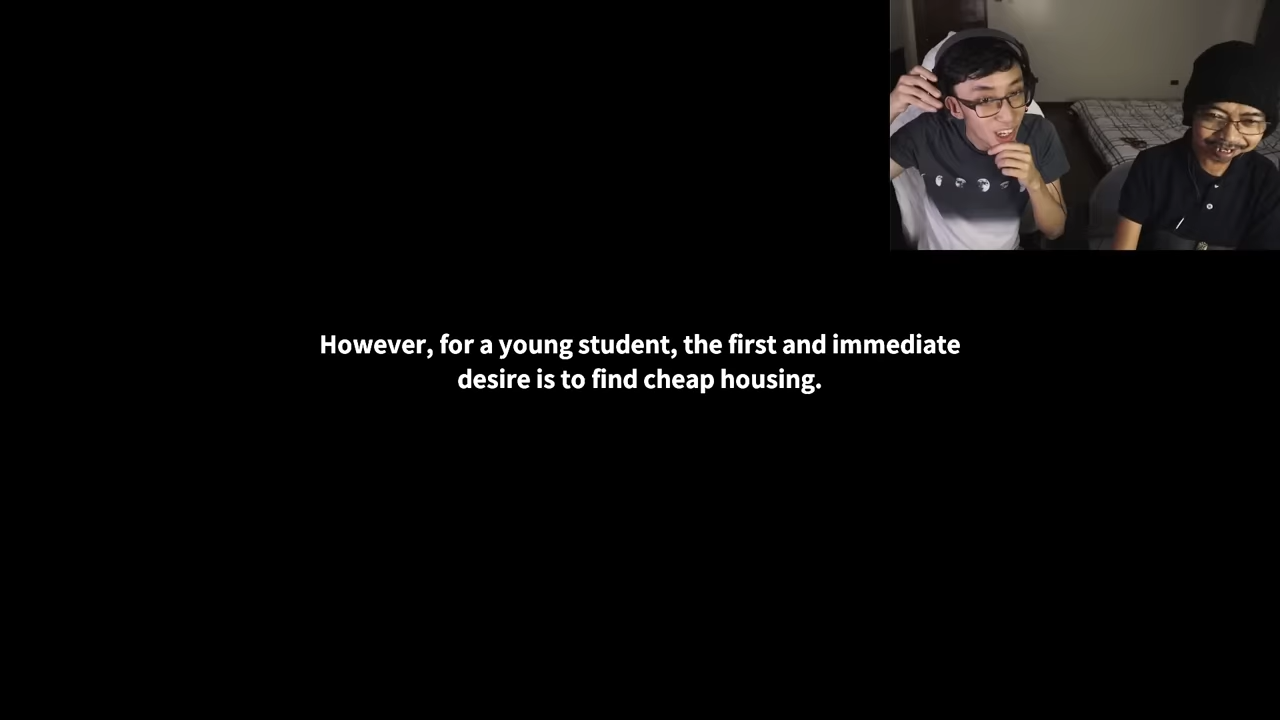 However, for a young student, the first and immediate
desire is to find cheap housing.